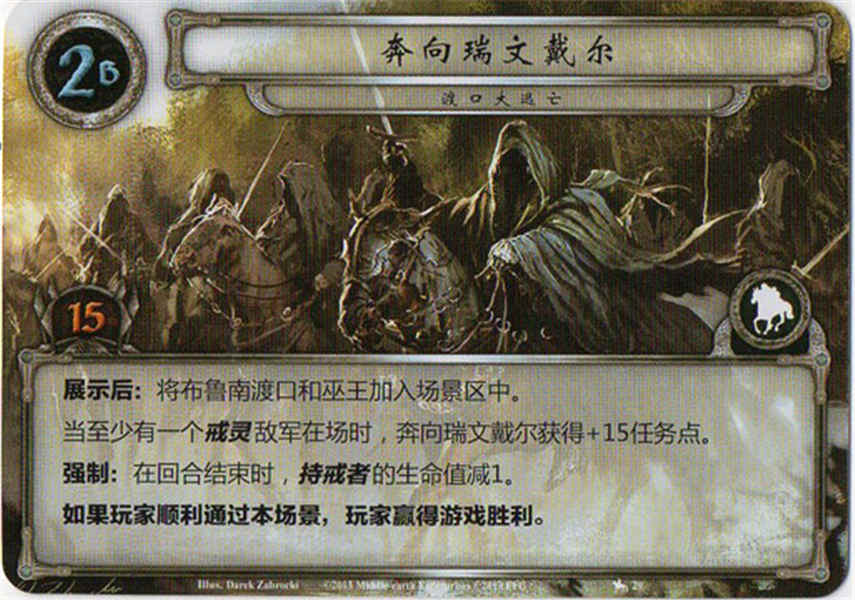 2B
奔向瑞文戴尔
渡口大逃亡
15
展示后：将布鲁南渡口和巫王加入场景区中。
当至少有一个戒灵敌军在场时，奔向瑞文戴尔获得+15任务点。
强制：在回合结束时，持戒者的生命值减1。
如果玩家顺利通过本场景，玩家赢得游戏胜利。
Illus. Darek Zabrocki ©2013 Middle-earth Enterprises